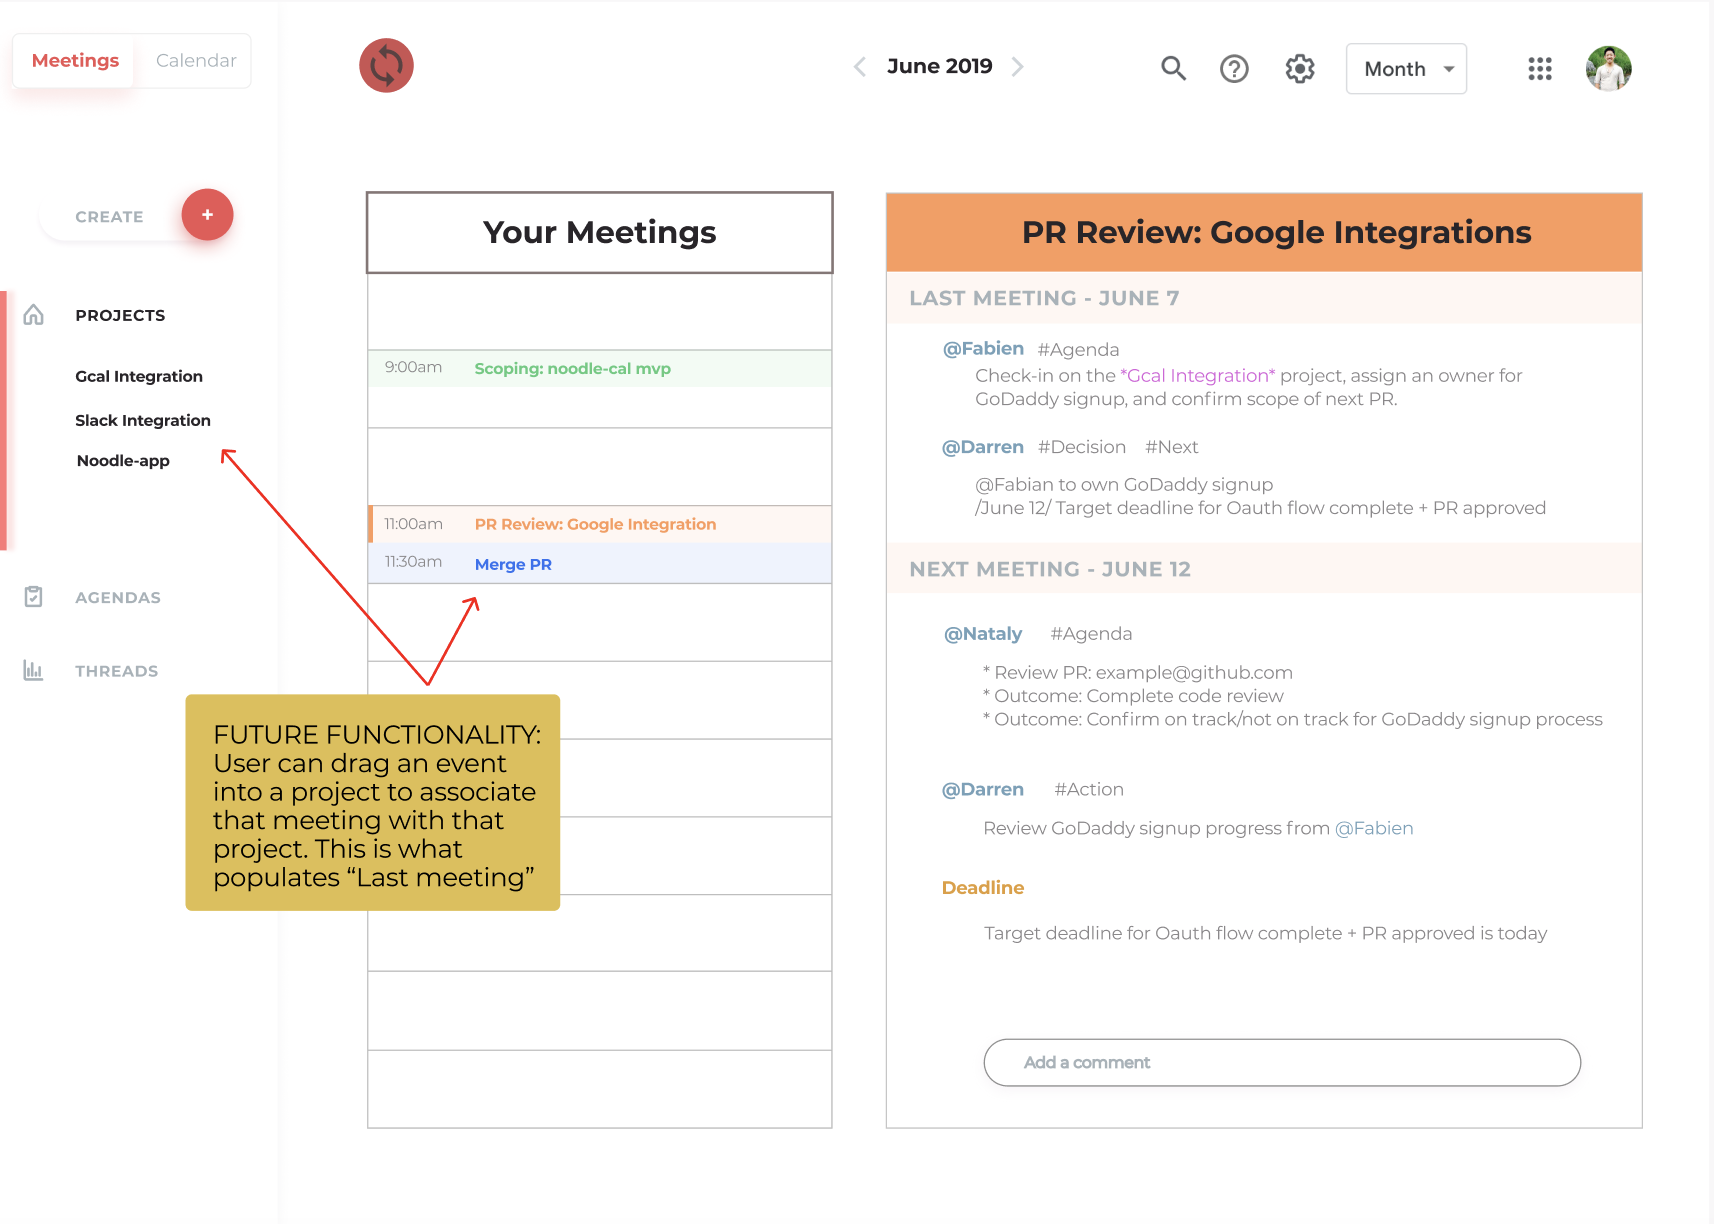 Meetings
Calendar
June 2019
Month
CREATE
+
PROJECTS
Gcal Integration
Slack Integration
Noodle-app
AGENDAS
THREADS
Your Meetings
9:00am Scoping: noodle-cal mvp
11:00am PR Review: Google Integration
11:30am Merge PR
FUTURE FUNCTIONALITY:
User can drag an event
into a project to associate
that meeting with that
project. This is what
populates “Last meeting”
PR Review: Google Integrations
LAST MEETING - JUNE 7
@Fabien #Agenda
Check-in on the *Gcal Integration* project, assign an owner for
GoDaddy signup, and confirm scope of next PR.
@Darren #Decision #Next
@Fabian to own GoDaddy signup
/June 12/ Target deadline for Oauth flow complete + PR approved
NEXT MEETING - JUNE 12
@Nataly #Agenda
* Review PR: example@github.com
* Outcome: Complete code review
* Outcome: Confirm on track/not on track for GoDaddy signup process
@Darren #Action
Review GoDaddy signup progress from @Fabien
Deadline
Target deadline for Oauth flow complete + PR approved is today
Add a comment